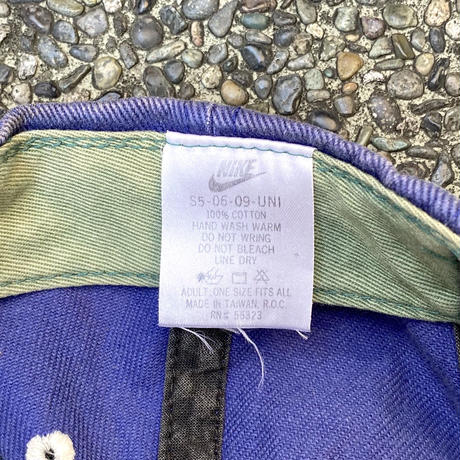 NIKE
S5-06-09-UNI
100% COTTON
HAND WASH WARM
DO NOT WRING
DO NOT BLEACH
LINE DRY
ADULT: ONE SIZE FITS ALL
MADE IN TAIWAN, R.O.C.
RN# 56323